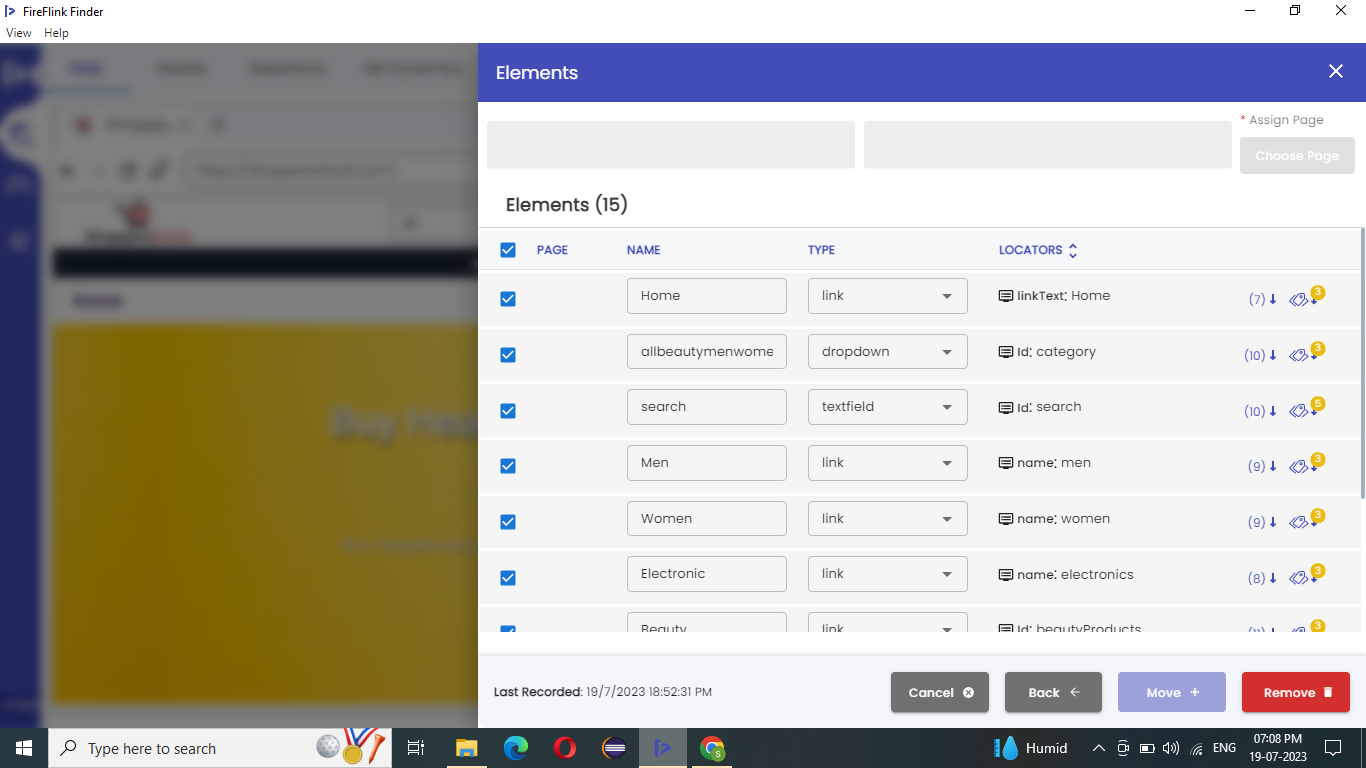 FireFlink Finder
View Help
Elements
* Assign Page
Choose Page
Elements (15)
PAGE NAME TYPE LOCATORS
Home link linkText: Home (7) 3
allbeautymenwome dropdown Id: category (10) 3
search textfield Id: search (10) 5
Men link name: men (9) 3
Women link name: women (9) 3
Electronic link name: electronics (8) 3
Beauty link Id: beautyProducts 3
Last Recorded: 19/7/2023 18:52:31 PM Cancel Back Move Remove
Home
Buy Hea
Type here to search
Humid
ENG
07:08 PM
19-07-2023